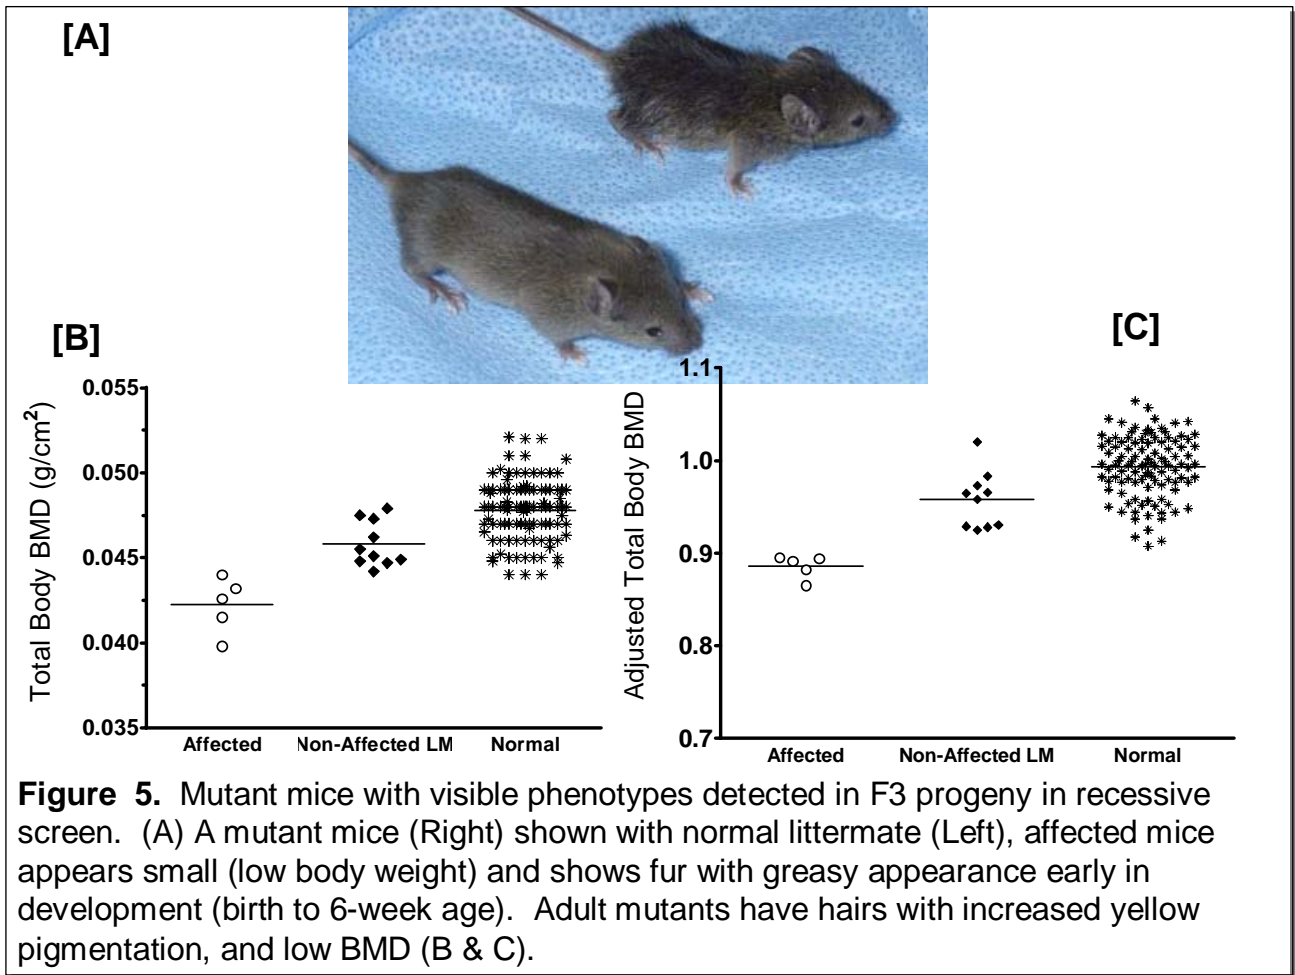 [A]
[B]
[C]
Total Body BMD (g/cm²)
0.055
0.050
0.045
0.040
0.035
Affected
Non-Affected LM
Normal
Adjusted Total Body BMD
1.1
1.0
0.9
0.8
0.7
Affected
Non-Affected LM
Normal
Figure 5. Mutant mice with visible phenotypes detected in F3 progeny in recessive
screen. (A) A mutant mice (Right) shown with normal littermate (Left), affected mice
appears small (low body weight) and shows fur with greasy appearance early in
development (birth to 6-week age). Adult mutants have hairs with increased yellow
pigmentation, and low BMD (B & C).